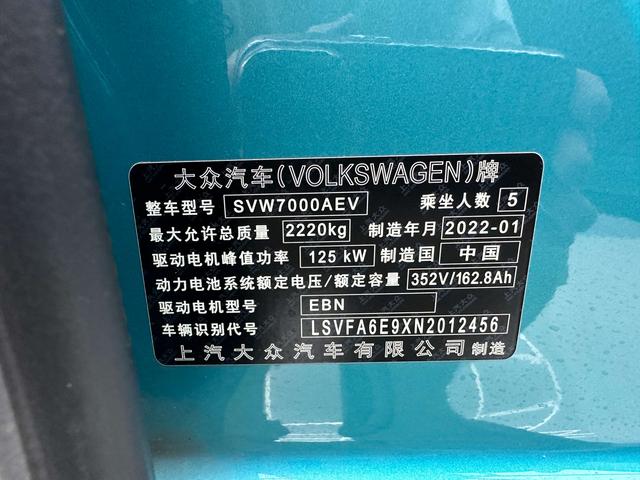 大众汽车(VOLKSWAGEN)牌
整车型号 SVW7000AEV 乘坐人数 5
最大允许总质量 2220kg 制造年月 2022-01
驱动电机峰值功率 125 kW 制造国 中国
动力电池系统额定电压/额定容量 352V/162.8Ah
驱动电机型号 EBN
车辆识别代号 LSVFA6E9XN2012456
上汽大众汽车有限公司 制造